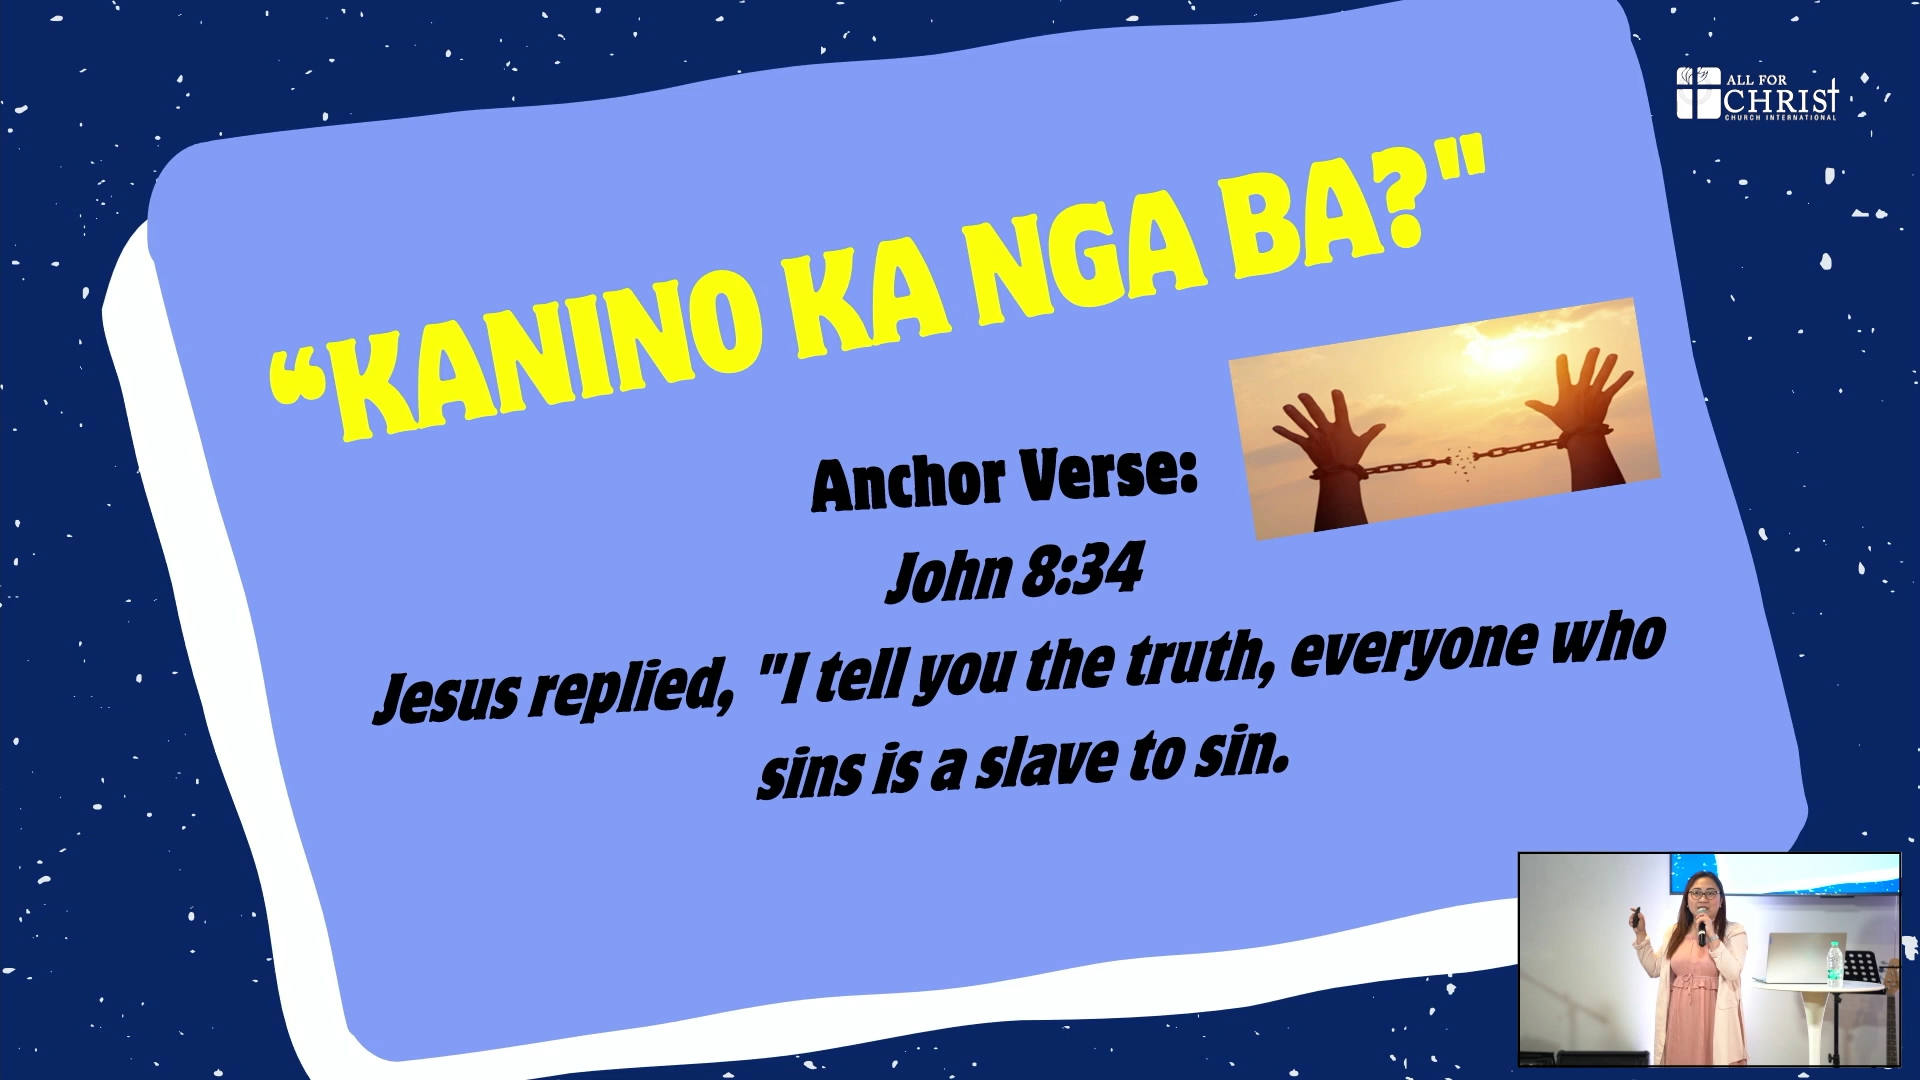 ALL FOR
CHRIST
CHURCH INTERNATIONAL
“KANINO KA NGA BA?"
Anchor Verse:
John 8:34
Jesus replied, "I tell you the truth, everyone who
sins is a slave to sin.